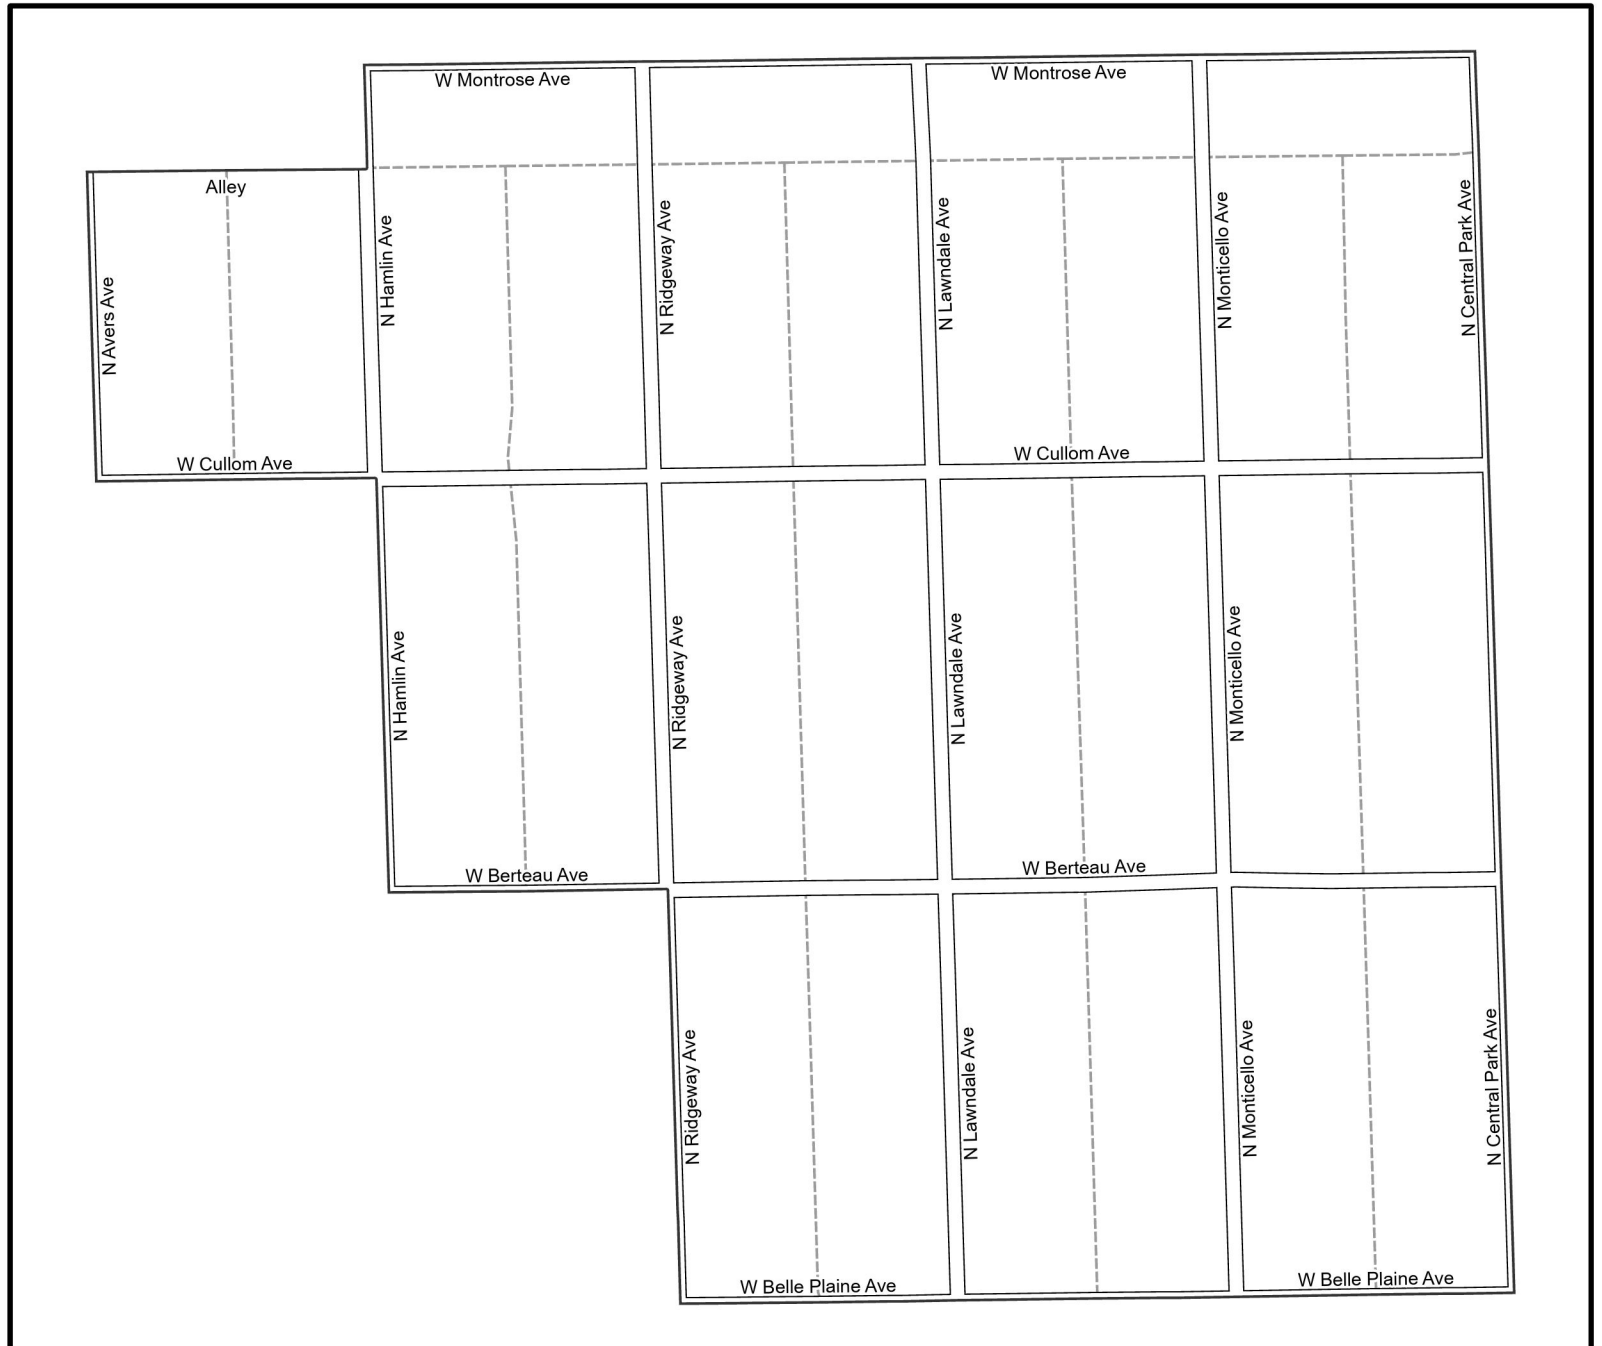 W Montrose Ave
W Montrose Ave
Alley
N Avers Ave
N Hamlin Ave
N Ridgeway Ave
N Lawndale Ave
N Monticello Ave
N Central Park Ave
W Cullom Ave
W Cullom Ave
N Hamlin Ave
N Ridgeway Ave
N Lawndale Ave
N Monticello Ave
W Berteau Ave
W Berteau Ave
N Ridgeway Ave
N Lawndale Ave
N Monticello Ave
N Central Park Ave
W Belle Plaine Ave
W Belle Plaine Ave